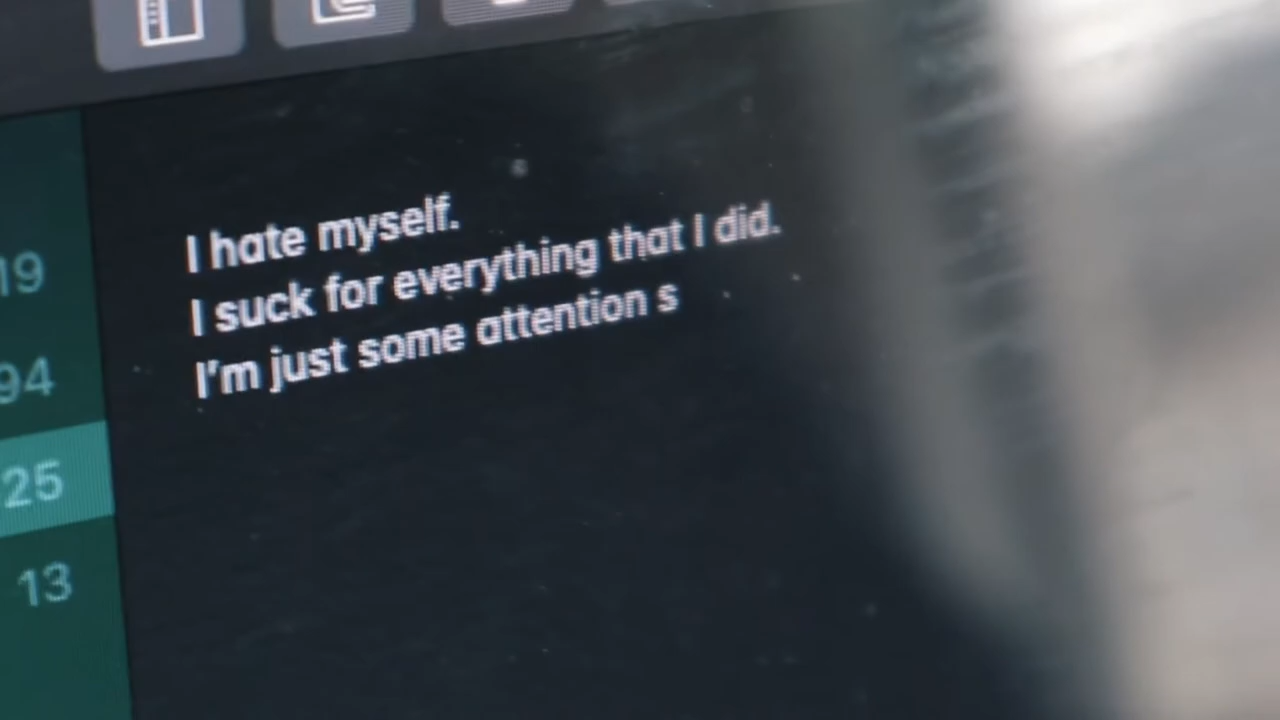 I hate myself.
I suck for everything that I did.
I'm just some attention s
19
94
25
13